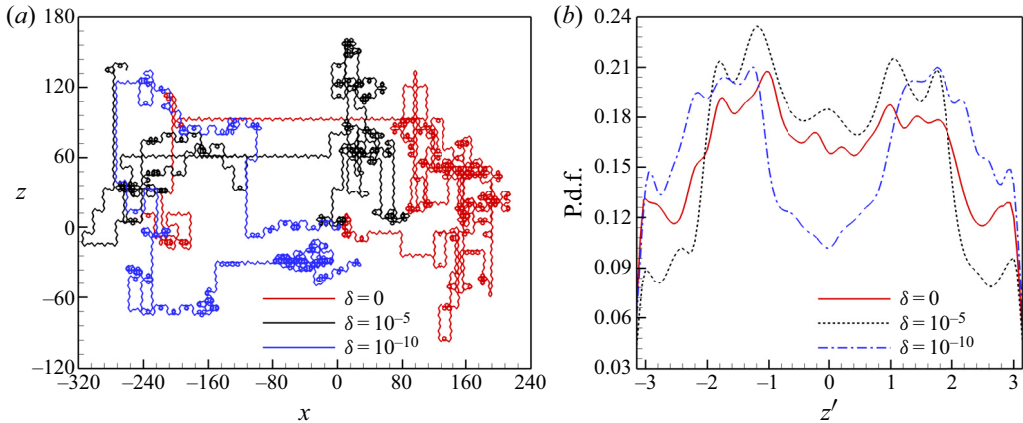 (a)
180
120
60
0
−60
−120
z
−320
−240
−160
−80
0
80
160
240
x
δ = 0
δ = 10⁻⁵
δ = 10⁻¹⁰
(b)
0.24
0.21
0.18
0.15
0.12
0.09
0.06
0.03
P.d.f.
−3
−2
−1
0
1
2
3
z′
δ = 0
δ = 10⁻⁵
δ = 10⁻¹⁰